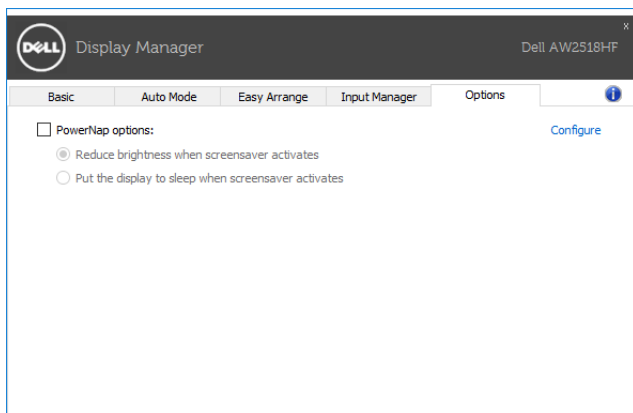 DELL Display Manager Dell AW2518HF x
Basic Auto Mode Easy Arrange Input Manager Options i
PowerNap options: Configure
Reduce brightness when screensaver activates
Put the display to sleep when screensaver activates